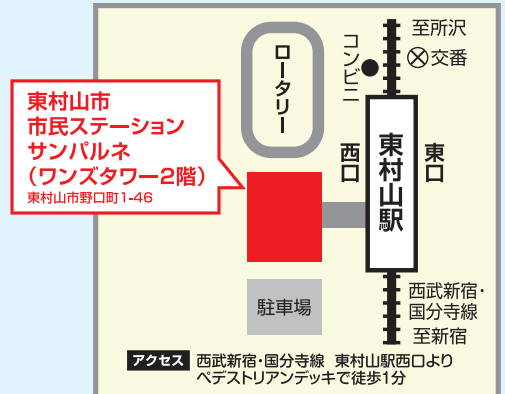 至所沢
交番
コンビニ
ロータリー
東村山市
市民ステーション
サンパルネ
（ワンズタワー2階）
東村山市野口町1-46
西口
東村山駅
東口
駐車場
西武新宿・
国分寺線
至新宿
アクセス 西武新宿・国分寺線 東村山駅西口より
ペデストリアンデッキで徒歩1分